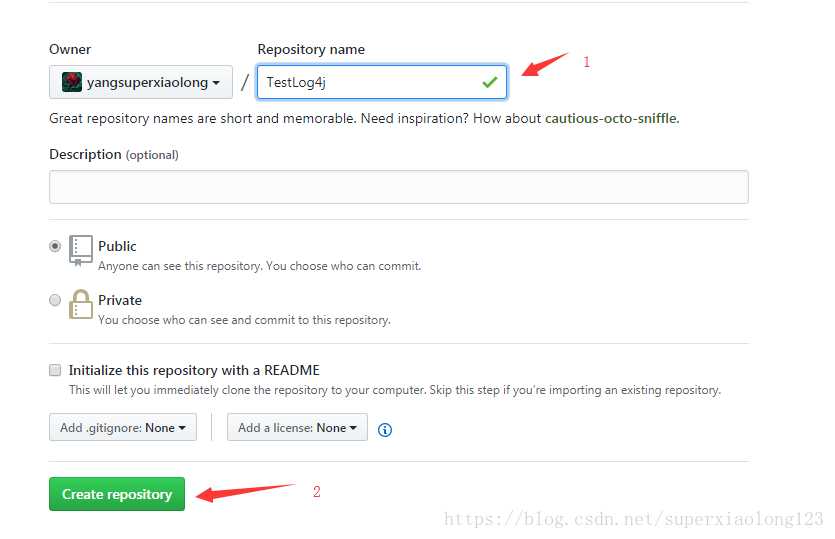 Owner
Repository name
1
yangsuperxiaolong / TestLog4j
Great repository names are short and memorable. Need inspiration? How about cautious-octo-sniffle.
Description (optional)
Public
Anyone can see this repository. You choose who can commit.
Private
You choose who can see and commit to this repository.
Initialize this repository with a README
This will let you immediately clone the repository to your computer. Skip this step if you’re importing an existing repository.
Add .gitignore: None
Add a license: None
Create repository
2
https://blog.csdn.net/superxiaolong123